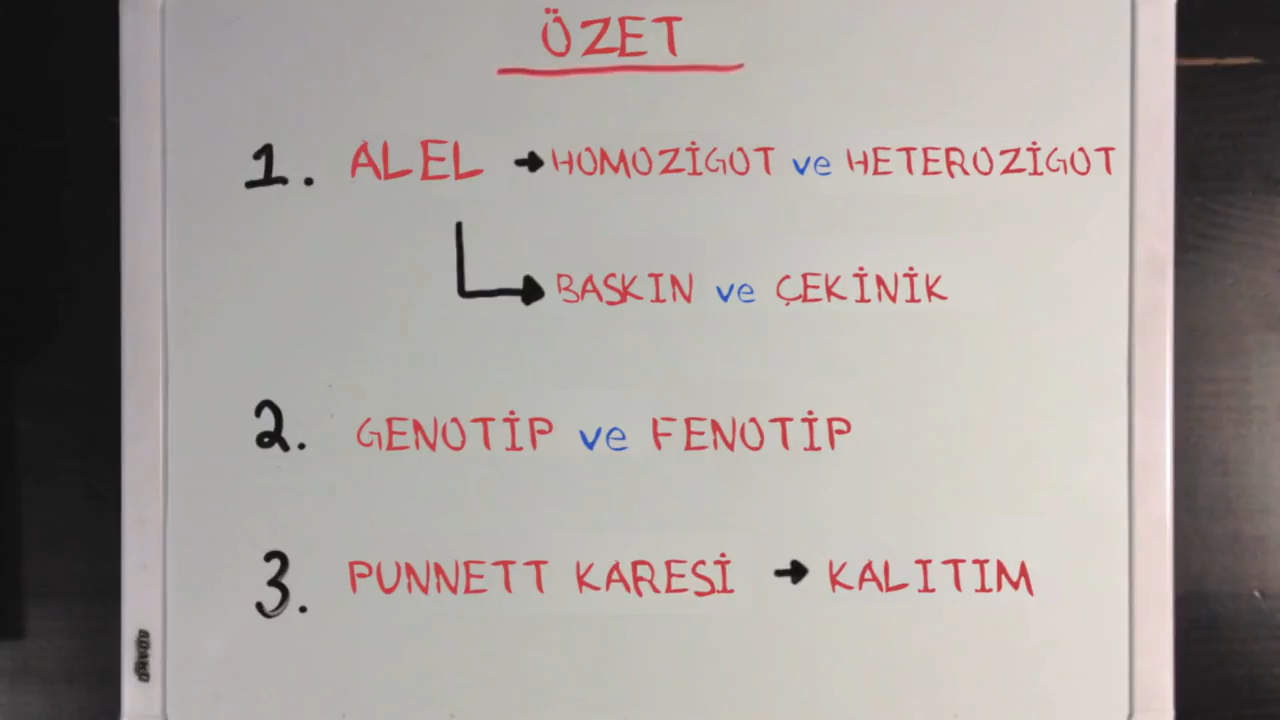 ÖZET
1. ALEL → HOMOZİGOT ve HETEROZİGOT
BASKIN ve ÇEKİNİK
2. GENOTİP ve FENOTİP
3. PUNNETT KARESİ → KALITIM